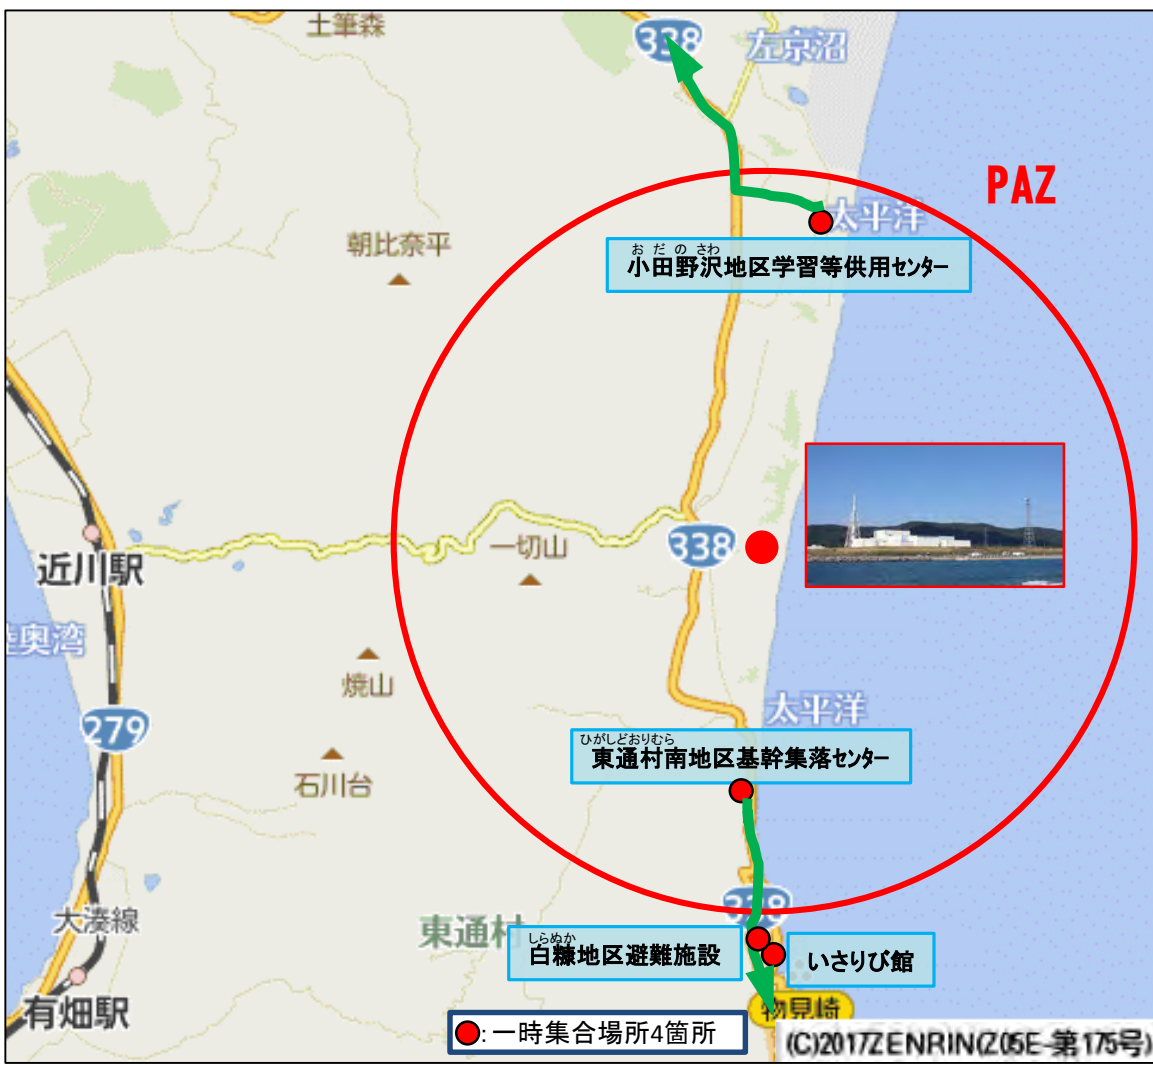 土筆森
338
左京沼
PAZ
太平洋
朝比奈平
おだのさわ
小田野沢地区学習等供用センター
一切山
338
近川駅
陸奥湾
焼山
279
太平洋
ひがしどおりむら
東通村南地区基幹集落センター
石川台
338
大湊線
東通村
しらぬか
白糠地区避難施設
いさりび館
有畑駅
物見崎
:一時集合場所4箇所
(C)2017ZENRIN(Z05E-第175号)